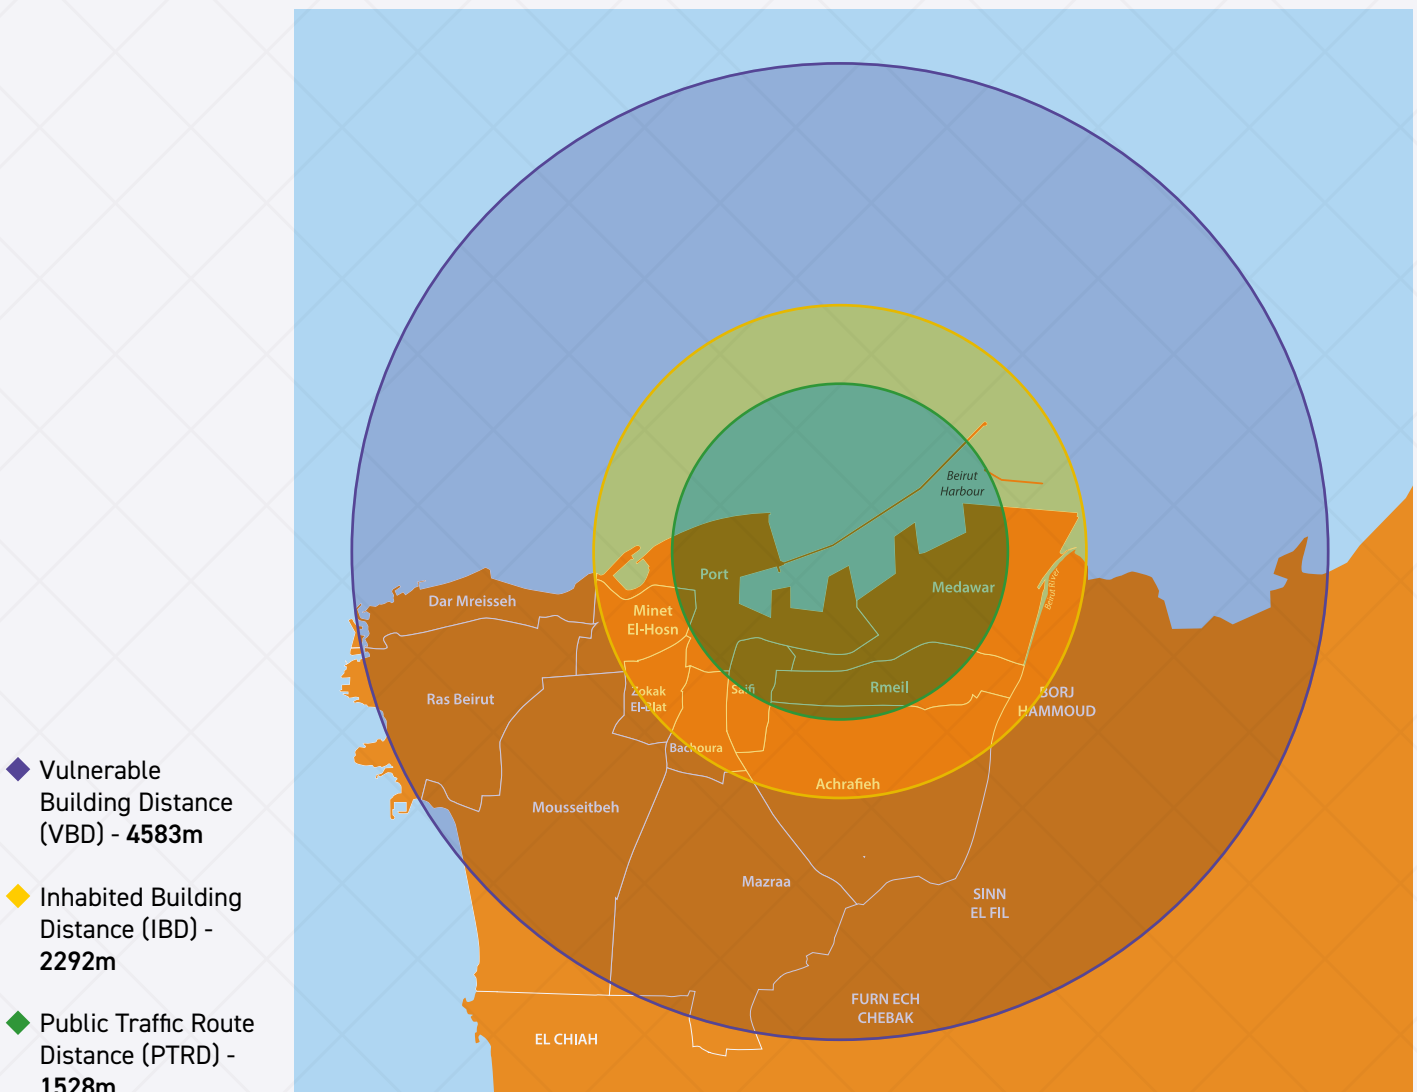 Beirut
Harbour
Port
Medawar
Beirut River
Dar Mreisseh
Minet
El-Hosn
Ras Beirut
Zokak
El-Blat
Saifi
Rmeil
BORJ
HAMMOUD
Bachoura
Achrafieh
Mousseitbeh
Mazraa
SINN
EL FIL
FURN ECH
CHEBAK
EL CHIAH
Vulnerable
Building Distance
(VBD) - 4583m
Inhabited Building
Distance (IBD) -
2292m
Public Traffic Route
Distance (PTRD) -
1528m